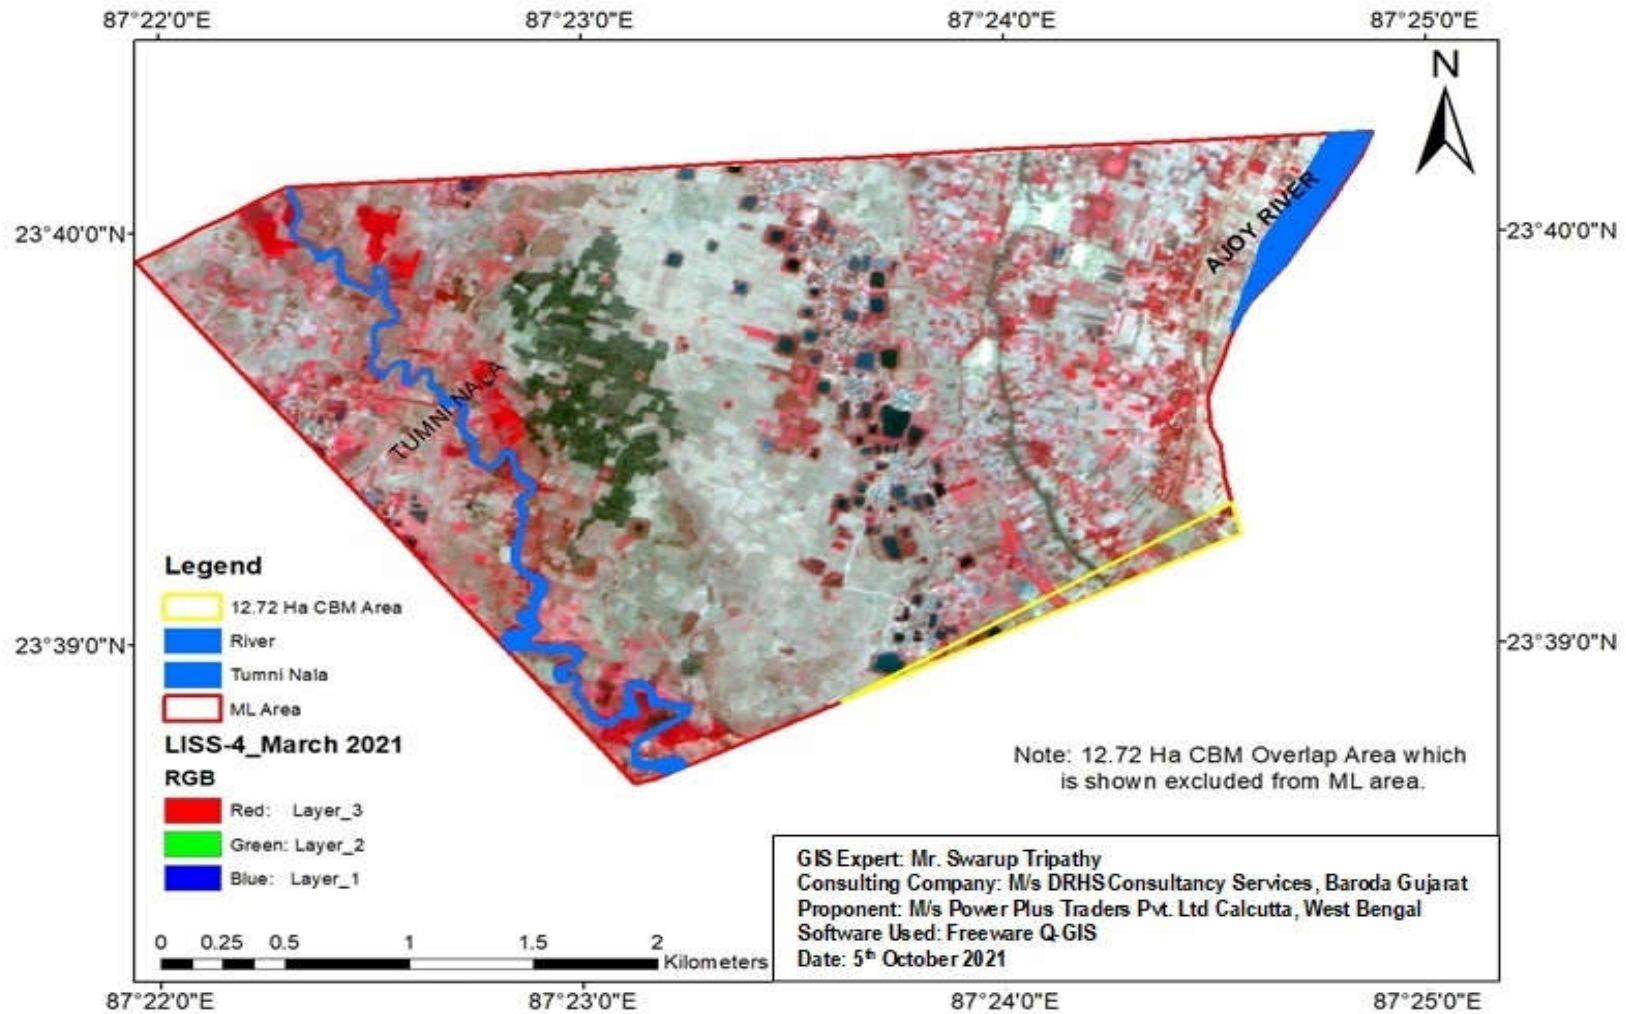 87°22'0"E 87°23'0"E 87°24'0"E 87°25'0"E
N
23°40'0"N 23°40'0"N
AJOY RIVER
TUMNI NALA
Legend
12.72 Ha CBM Area
River
Tumni Nala
ML Area
23°39'0"N 23°39'0"N
LISS-4_March 2021
RGB
Red: Layer_3
Green: Layer_2
Blue: Layer_1
Note: 12.72 Ha CBM Overlap Area which
is shown excluded from ML area.
GIS Expert: Mr. Swarup Tripathy
Consulting Company: M/s DRHS Consultancy Services, Baroda Gujarat
Proponent: M/s Power Plus Traders Pvt. Ltd Calcutta, West Bengal
Software Used: Freeware Q-GIS
Date: 5th October 2021
0 0.25 0.5 1 1.5 2
Kilometers
87°22'0"E 87°23'0"E 87°24'0"E 87°25'0"E